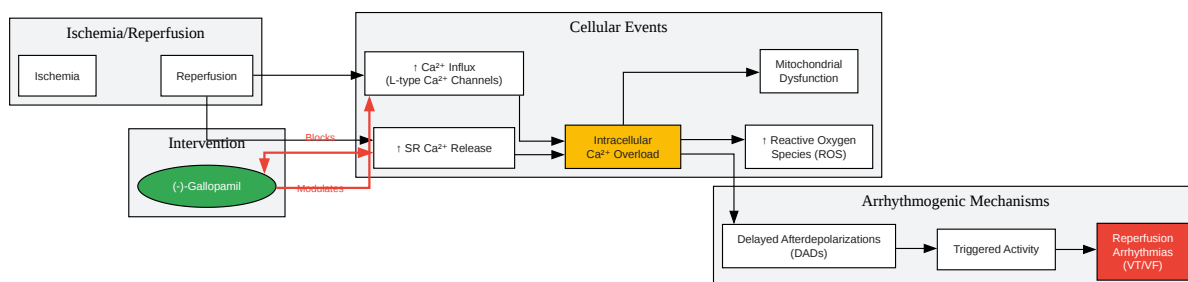 Ischemia/Reperfusion
Ischemia
Reperfusion
Cellular Events
↑ Ca²⁺ Influx
(L-type Ca²⁺ Channels)
↑ SR Ca²⁺ Release
Intracellular
Ca²⁺ Overload
Mitochondrial
Dysfunction
↑ Reactive Oxygen
Species (ROS)
Intervention
(-)-Gallopamil
Blocks
Modulates
Arrhythmogenic Mechanisms
Delayed Afterdepolarizations
(DADs)
Triggered Activity
Reperfusion
Arrhythmias
(VT/VF)